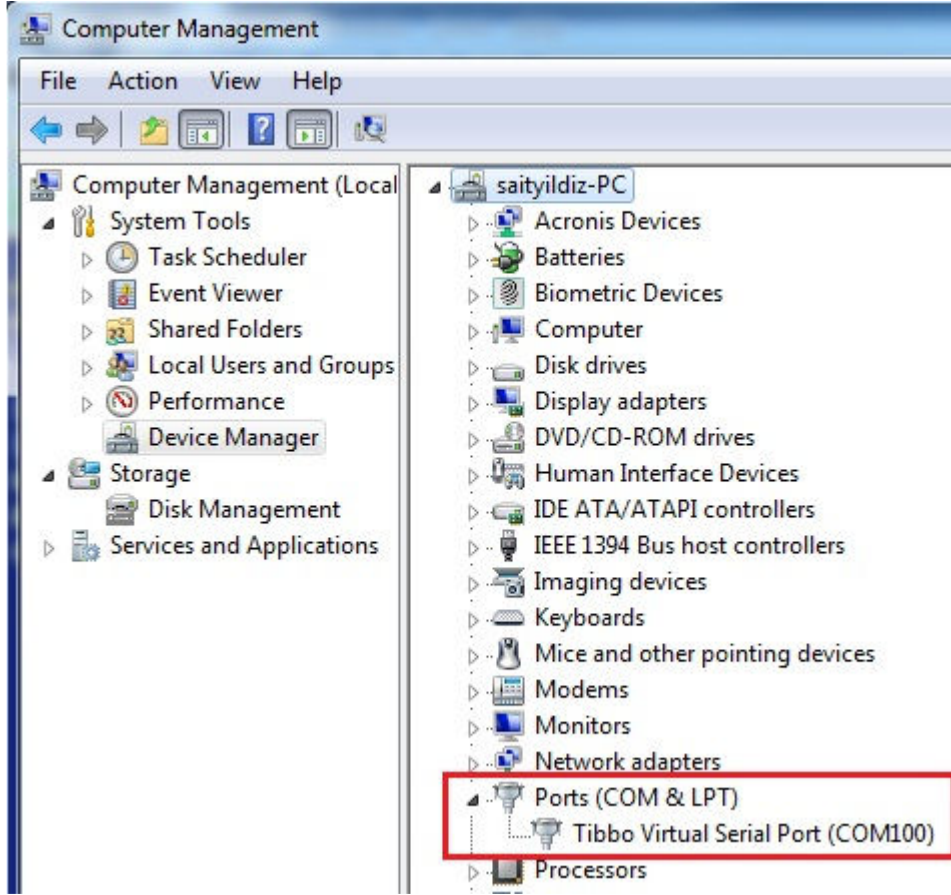 Computer Management
File Action View Help
Computer Management (Local
System Tools
Task Scheduler
Event Viewer
Shared Folders
Local Users and Groups
Performance
Device Manager
Storage
Disk Management
Services and Applications
saityildiz-PC
Acronis Devices
Batteries
Biometric Devices
Computer
Disk drives
Display adapters
DVD/CD-ROM drives
Human Interface Devices
IDE ATA/ATAPI controllers
IEEE 1394 Bus host controllers
Imaging devices
Keyboards
Mice and other pointing devices
Modems
Monitors
Network adapters
Ports (COM & LPT)
Tibbo Virtual Serial Port (COM100)
Processors